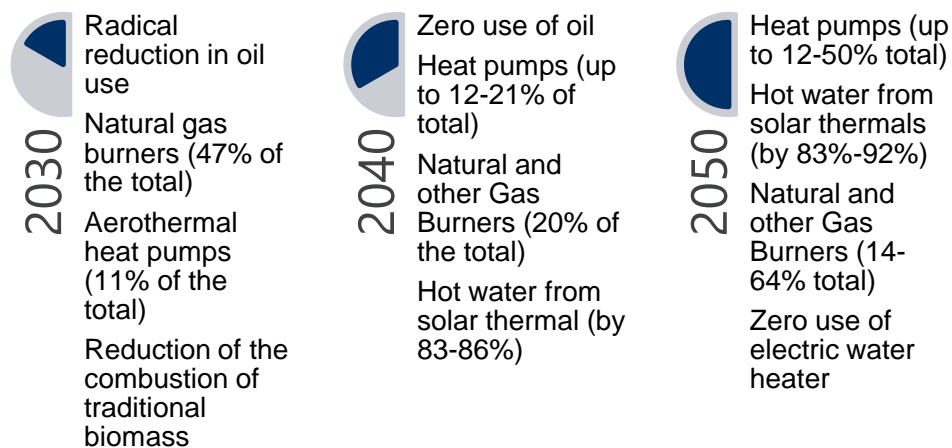 2030
Radical
reduction in oil
use
Natural gas
burners (47% of
the total)
Aerothermal
heat pumps
(11% of the
total)
Reduction of the
combustion of
traditional
biomass
2040
Zero use of oil
Heat pumps (up
to 12-21% of
total)
Natural and
other Gas
Burners (20% of
the total)
Hot water from
solar thermal (by
83-86%)
2050
Heat pumps (up
to 12-50% total)
Hot water from
solar thermals
(by 83%-92%)
Natural and
other Gas
Burners (14-
64% total)
Zero use of
electric water
heater